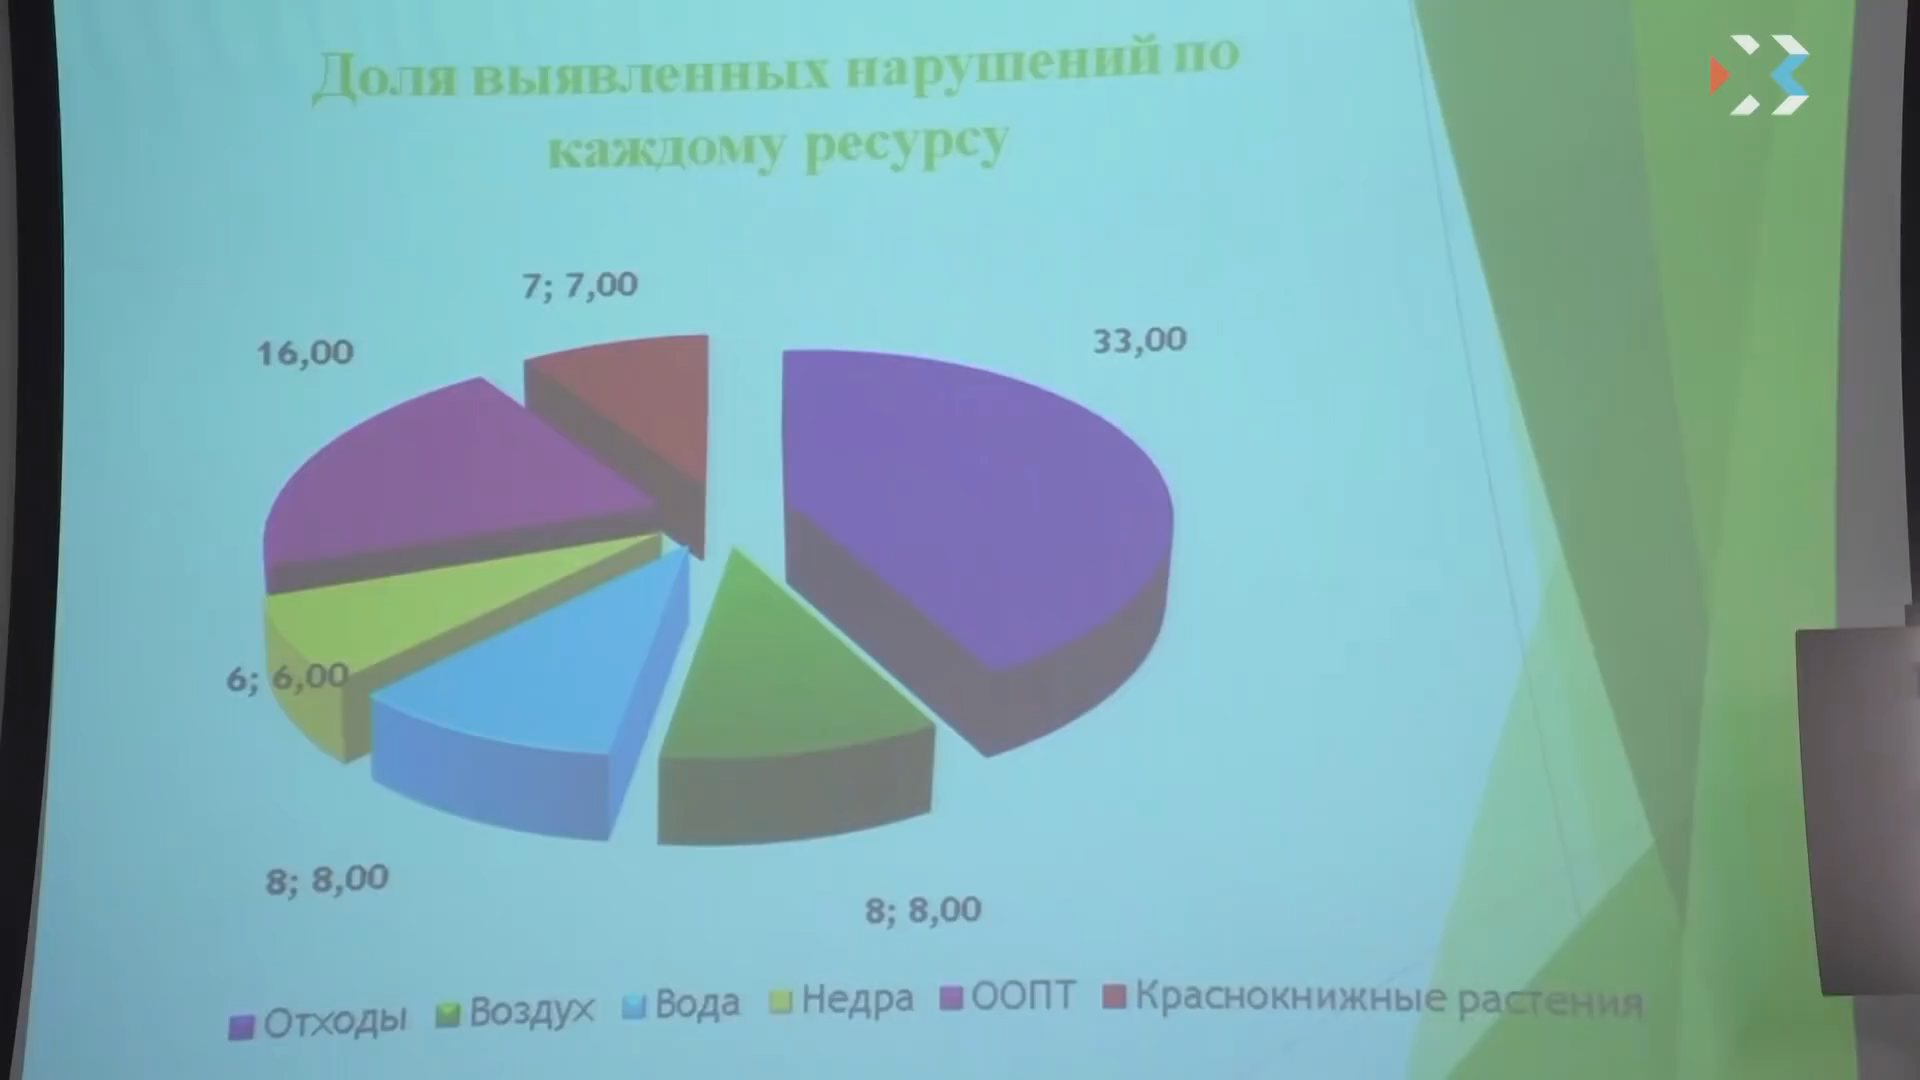 Доля выявленных нарушений по
каждому ресурсу
7; 7,00
33,00
16,00
6; 6,00
8; 8,00
8; 8,00
Отходы Воздух Вода Недра ООПТ Краснокнижные растения